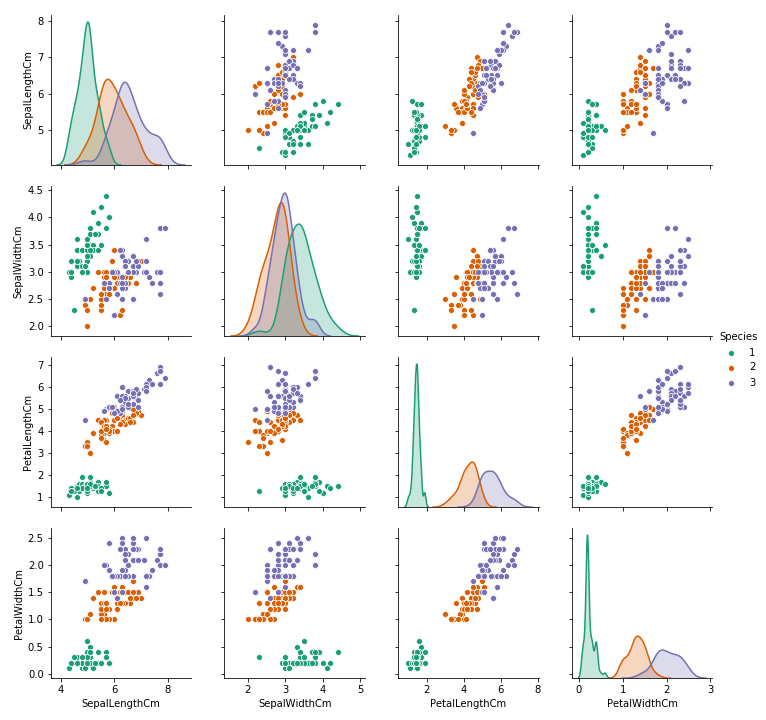 8
7
6
5
SepalLengthCm
4.5
4.0
3.5
3.0
2.5
2.0
SepalWidthCm
Species
1
2
3
7
6
5
4
3
2
1
PetalLengthCm
2.5
2.0
1.5
1.0
0.5
0.0
PetalWidthCm
4 6 8
SepalLengthCm
2 3 4 5
SepalWidthCm
2 4 6 8
PetalLengthCm
0 1 2 3
PetalWidthCm